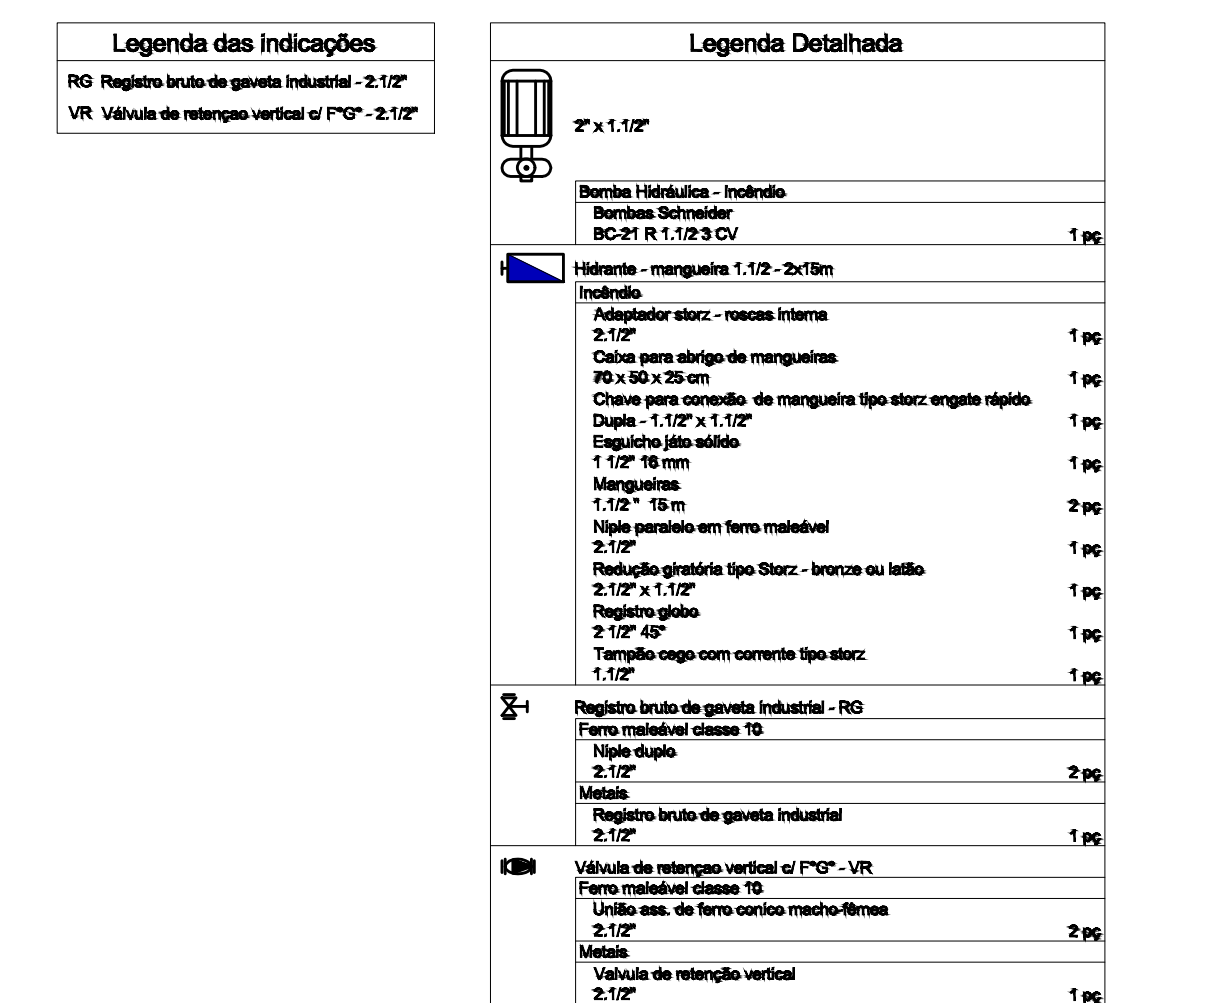 Legenda das indicações
RG Registro bruto de gaveta industrial - 2.1/2"
VR Válvula de retençao vertical c/ F°G° - 2.1/2"
Legenda Detalhada
2" x 1.1/2"
Bomba Hidráulica - Incêndio
Bombas Schneider
BC-21 R 1.1/2 3 CV 1 pç
Hidrante - mangueira 1.1/2 - 2x15m
Incêndio
Adaptador storz - roscas interna
2.1/2" 1 pç
Caixa para abrigo de mangueiras
70 x 50 x 25 cm 1 pç
Chave para conexão de mangueira tipo storz engate rápido
Dupla - 1.1/2" x 1.1/2" 1 pç
Esguicho játo sólido
1 1/2" 16 mm 1 pç
Mangueiras
1.1/2 " 15 m 2 pç
Niple paralelo em ferro maleável
2.1/2" 1 pç
Redução giratória tipo Storz - bronze ou latão
2.1/2" x 1.1/2" 1 pç
Registro globo
2 1/2" 45° 1 pç
Tampão cego com corrente tipo storz
1.1/2" 1 pç
Registro bruto de gaveta industrial - RG
Ferro maleável classe 10
Niple duplo
2.1/2" 2 pç
Metais
Registro bruto de gaveta industrial
2.1/2" 1 pç
Válvula de retençao vertical c/ F°G° - VR
Ferro maleável classe 10
União ass. de ferro conico macho-fêmea
2.1/2" 2 pç
Metais
Valvula de retenção vertical
2.1/2" 1 pç